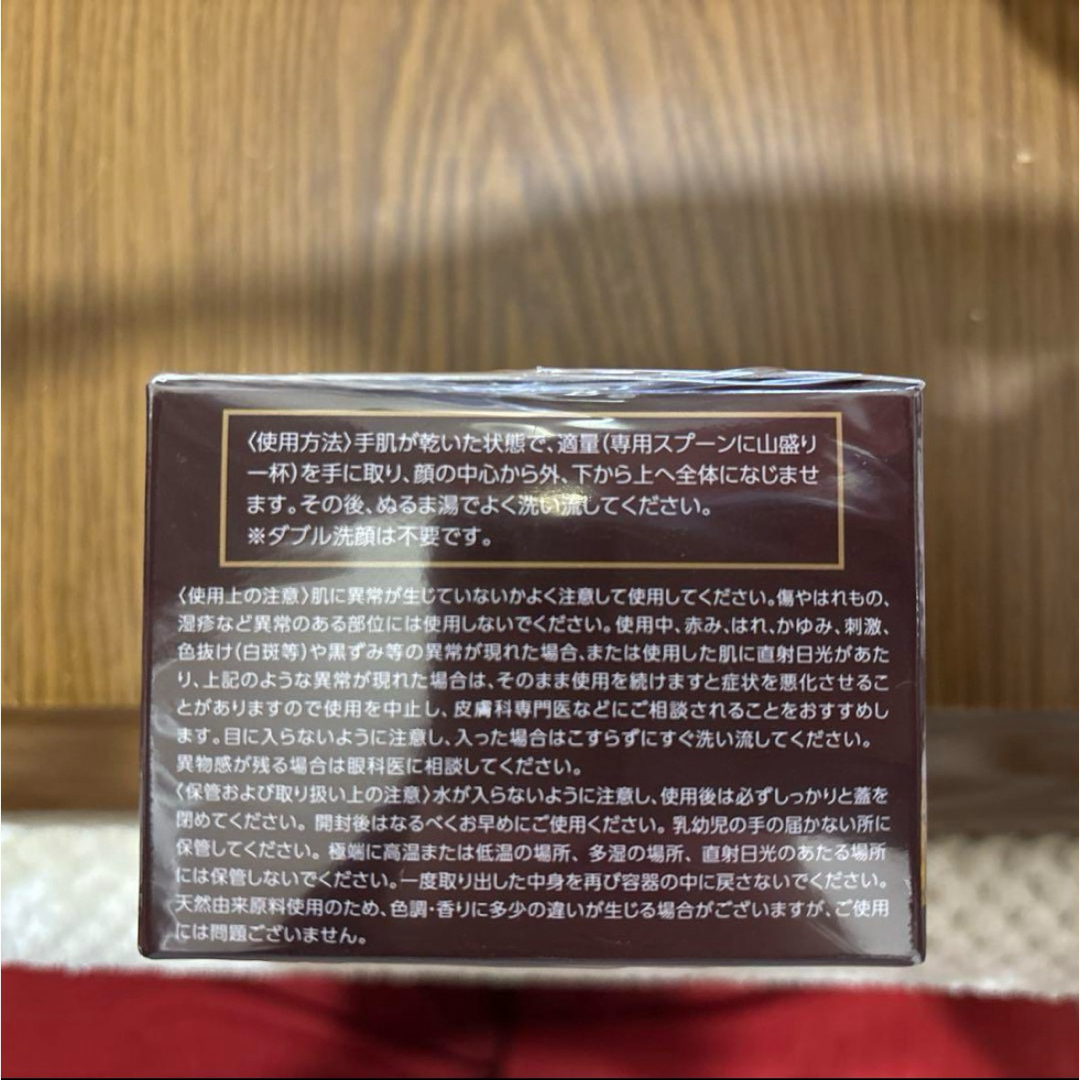 〈使用方法〉手肌が乾いた状態で、適量(専用スプーンに山盛り
一杯)を手に取り、顔の中心から外、下から上へ全体になじませ
ます。その後、ぬるま湯でよく洗い流してください。
※ダブル洗顔は不要です。
〈使用上の注意〉肌に異常が生じていないかよく注意して使用してください。傷やはれもの、
湿疹など異常のある部位には使用しないでください。使用中、赤み、はれ、かゆみ、刺激、
色抜け(白斑等)や黒ずみ等の異常が現れた場合、または使用した肌に直射日光があた
り、上記のような異常が現れた場合は、そのまま使用を続けますと症状を悪化させるこ
とがありますので使用を中止し、皮膚科専門医などにご相談されることをおすすめし
ます。目に入らないように注意し、入った場合はこすらずにすぐ洗い流してください。
異物感が残る場合は眼科医に相談してください。
〈保管および取り扱い上の注意〉水が入らないように注意し、使用後は必ずしっかりと蓋を
閉めてください。開封後はなるべくお早めにご使用ください。乳幼児の手の届かない所に
保管してください。極端に高温または低温の場所、多湿の場所、直射日光のあたる場所
には保管しないでください。一度取り出した中身を再び容器の中に戻さないでください。
天然由来原料使用のため、色調・香りに多少の違いが生じる場合がございますが、ご使用
には問題ございません。